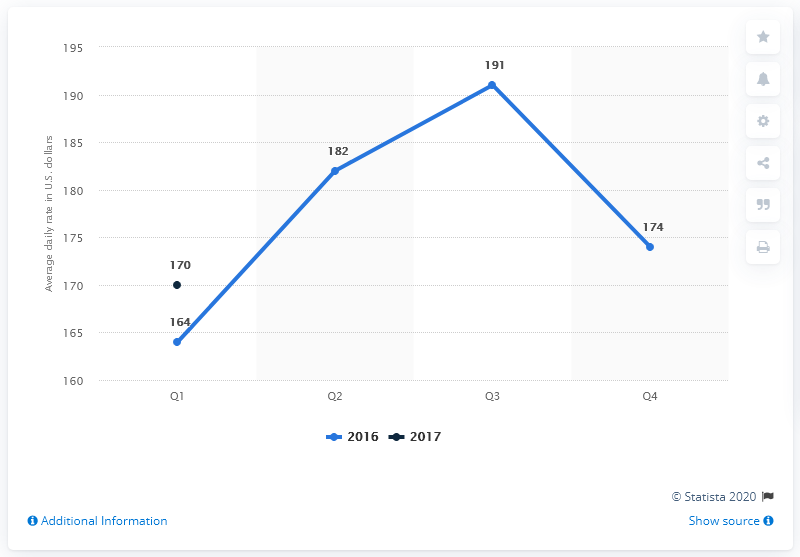 195
190
185
180
175
170
165
160
Average daily rate in U.S. dollars
170
164
182
191
174
Q1 Q2 Q3 Q4
2016 2017
© Statista 2020
Additional Information
Show source